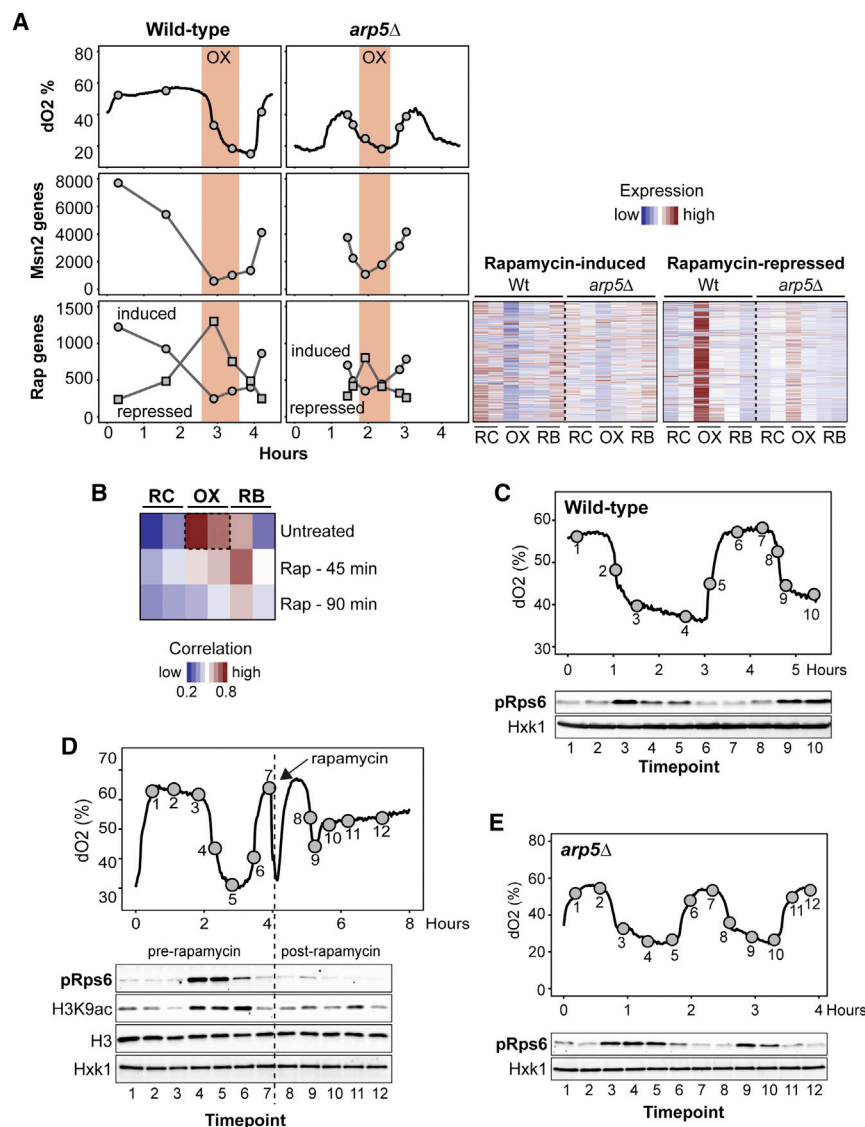 A
Wild-type
arp5Δ
OX
OX
dO2 %
80
60
40
20
Msn2 genes
8000
6000
4000
2000
0
Rap genes
1500
1000
500
0
induced
repressed
induced
repressed
0 1 2 3 4
0 1 2 3 4
Hours
Expression
low high
Rapamycin-induced
Wt arp5Δ
RC OX RB RC OX RB
Rapamycin-repressed
Wt arp5Δ
RC OX RB RC OX RB
B
RC OX RB
Untreated
Rap - 45 min
Rap - 90 min
Correlation
low high
0.2 0.8
C
Wild-type
dO2 (%)
60
50
40
30
1 2 3 4 5 6 7 8 9 10
0 1 2 3 4 5 Hours
pRps6
Hxk1
1 2 3 4 5 6 7 8 9 10
Timepoint
D
rapamycin
dO2 (%)
70
60
50
40
30
1 2 3 4 5 6 7 8 9 10 11 12
0 2 4 6 8 Hours
pre-rapamycin post-rapamycin
pRps6
H3K9ac
H3
Hxk1
1 2 3 4 5 6 7 8 9 10 11 12
Timepoint
E
arp5Δ
dO2 (%)
80
60
40
20
0
1 2 3 4 5 6 7 8 9 10 11 12
0 1 2 3 4 Hours
pRps6
Hxk1
1 2 3 4 5 6 7 8 9 10 11 12
Timepoint